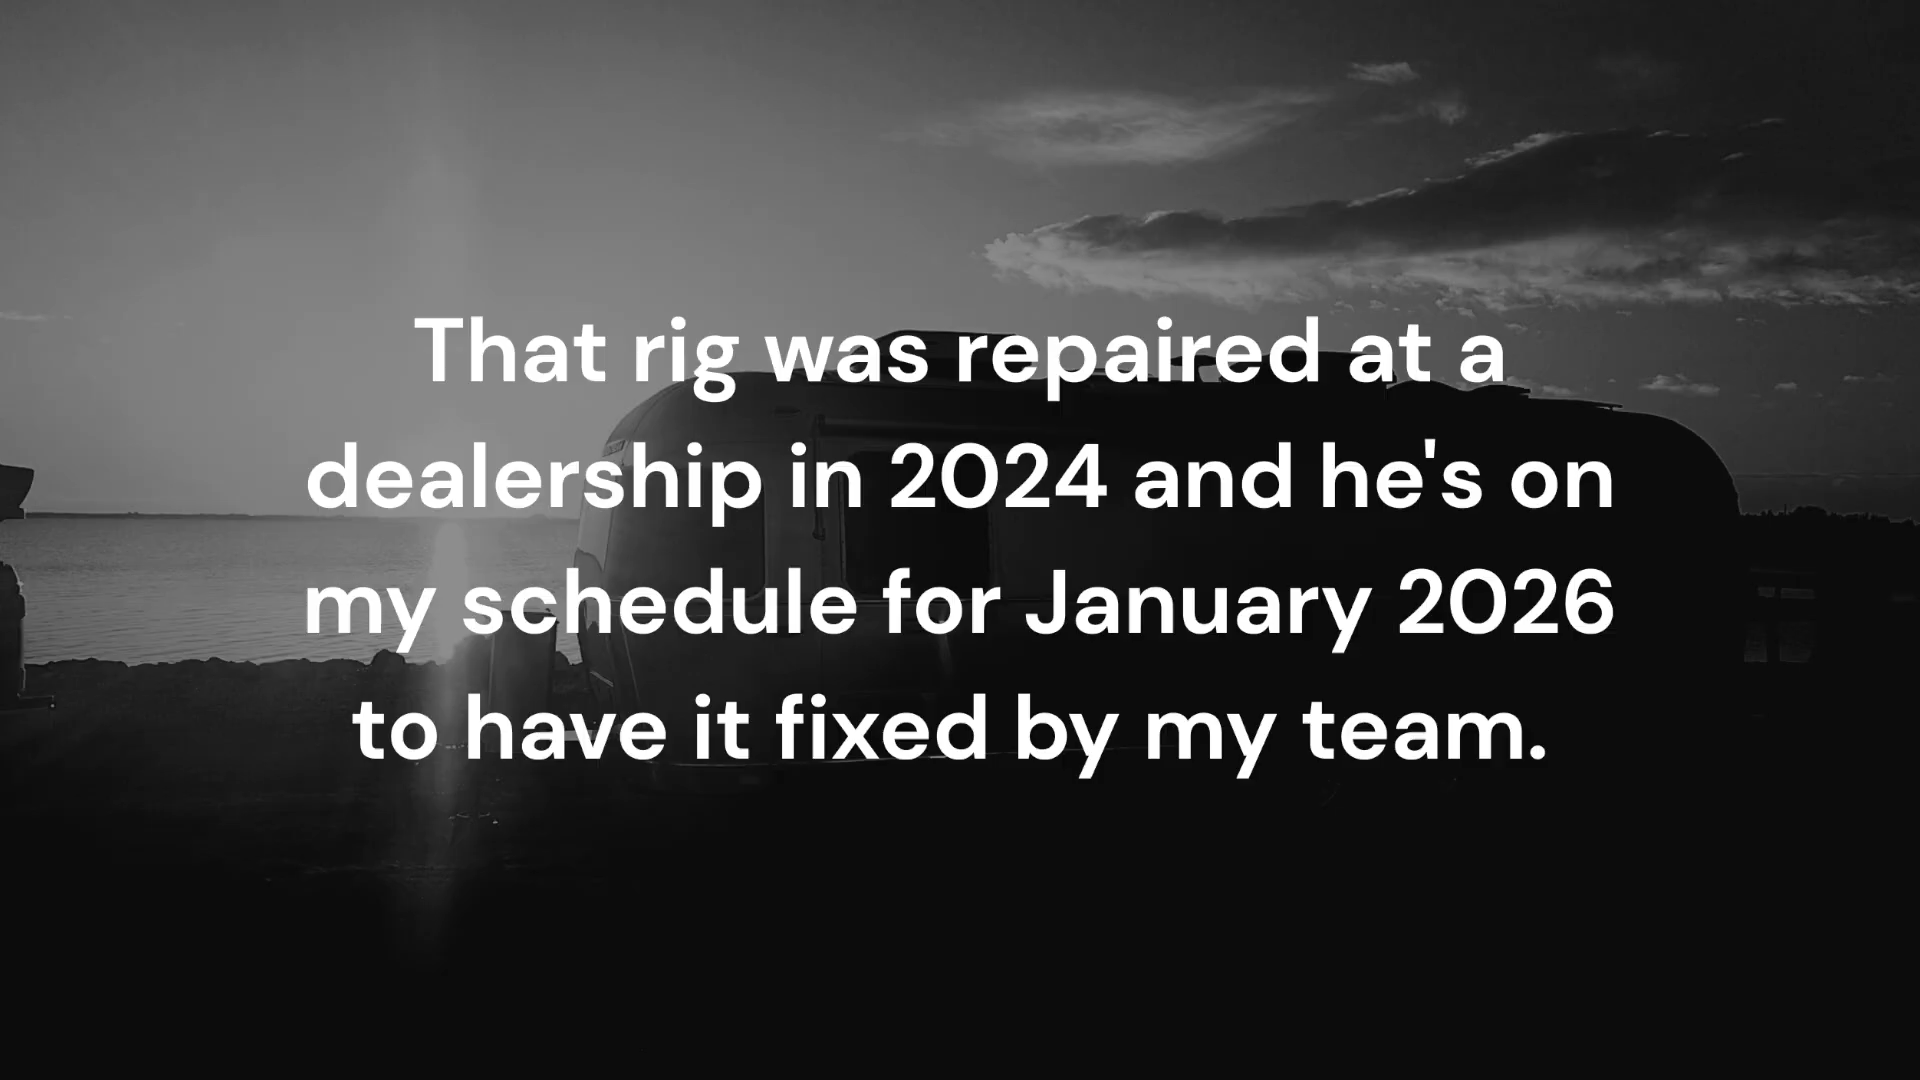 That rig was repaired at a
dealership in 2024 and he's on
my schedule for January 2026
to have it fixed by my team.